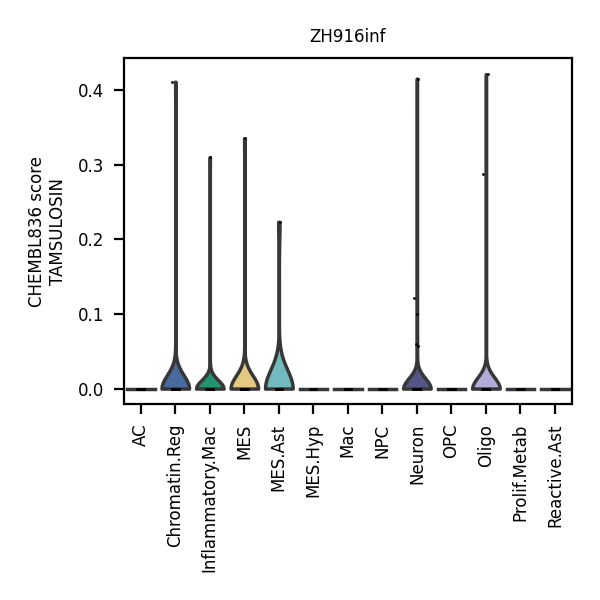 ZH916inf
CHEMBL836 score
TAMSULOSIN
0.4
0.3
0.2
0.1
0.0
AC
Chromatin.Reg
Inflammatory.Mac
MES
MES.Ast
MES.Hyp
Mac
NPC
Neuron
OPC
Oligo
Prolif.Metab
Reactive.Ast